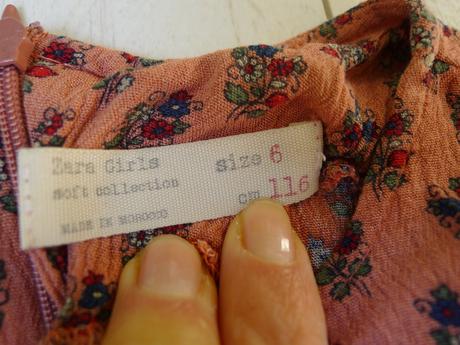 Zara Girls size 6
soft collection
cm 116
MADE IN MOROCCO